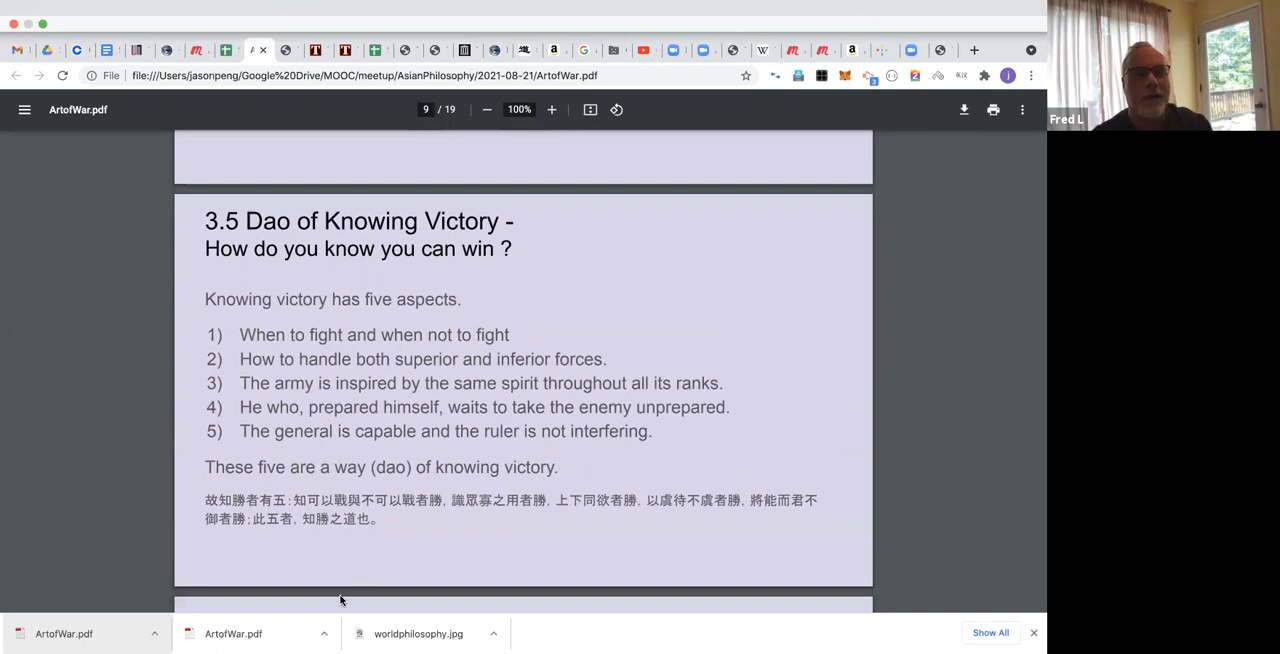 File
file:///Users/jasonpeng/Google%20Drive/MOOC/meetup/AsianPhilosophy/2021-08-21/ArtofWar.pdf
ArtofWar.pdf
9 / 19
100%
Fred L
3.5 Dao of Knowing Victory -
How do you know you can win ?
Knowing victory has five aspects.
1) When to fight and when not to fight
2) How to handle both superior and inferior forces.
3) The army is inspired by the same spirit throughout all its ranks.
4) He who, prepared himself, waits to take the enemy unprepared.
5) The general is capable and the ruler is not interfering.
These five are a way (dao) of knowing victory.
故知勝者有五：知可以戰與不可以戰者勝，識眾寡之用者勝，上下同欲者勝，以虞待不虞者勝，將能而君不
御者勝；此五者，知勝之道也。
ArtofWar.pdf
ArtofWar.pdf
worldphilosophy.jpg
Show All